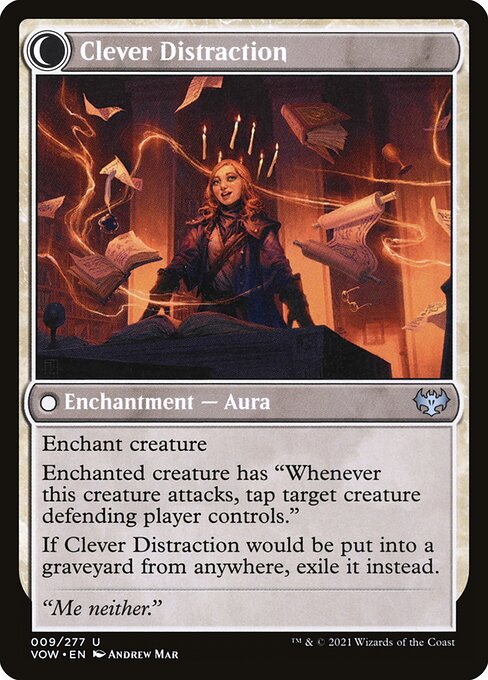 Clever Distraction
Enchantment — Aura
Enchant creature
Enchanted creature has “Whenever
this creature attacks, tap target creature
defending player controls.”
If Clever Distraction would be put into a
graveyard from anywhere, exile it instead.
“Me neither.”
009/277 U
VOW • EN Andrew Mar
™ & © 2021 Wizards of the Coast